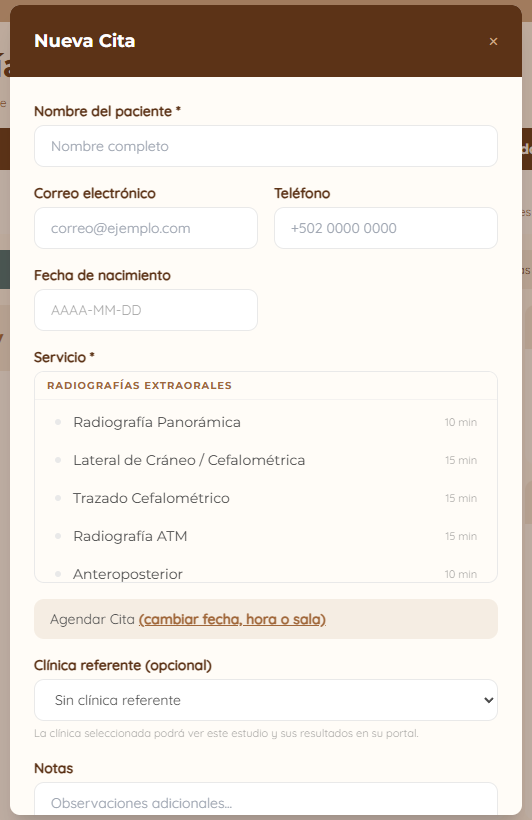 Nueva Cita
×
Nombre del paciente *
Nombre completo
Correo electrónico
Teléfono
correo@ejemplo.com
+502 0000 0000
Fecha de nacimiento
AAAA-MM-DD
Servicio *
RADIOGRAFÍAS EXTRAORALES
Radiografía Panorámica 10 min
Lateral de Cráneo / Cefalométrica 15 min
Trazado Cefalométrico 15 min
Radiografía ATM 15 min
Anteroposterior 10 min
Agendar Cita (cambiar fecha, hora o sala)
Clínica referente (opcional)
Sin clínica referente
La clínica seleccionada podrá ver este estudio y sus resultados en su portal.
Notas
Observaciones adicionales...